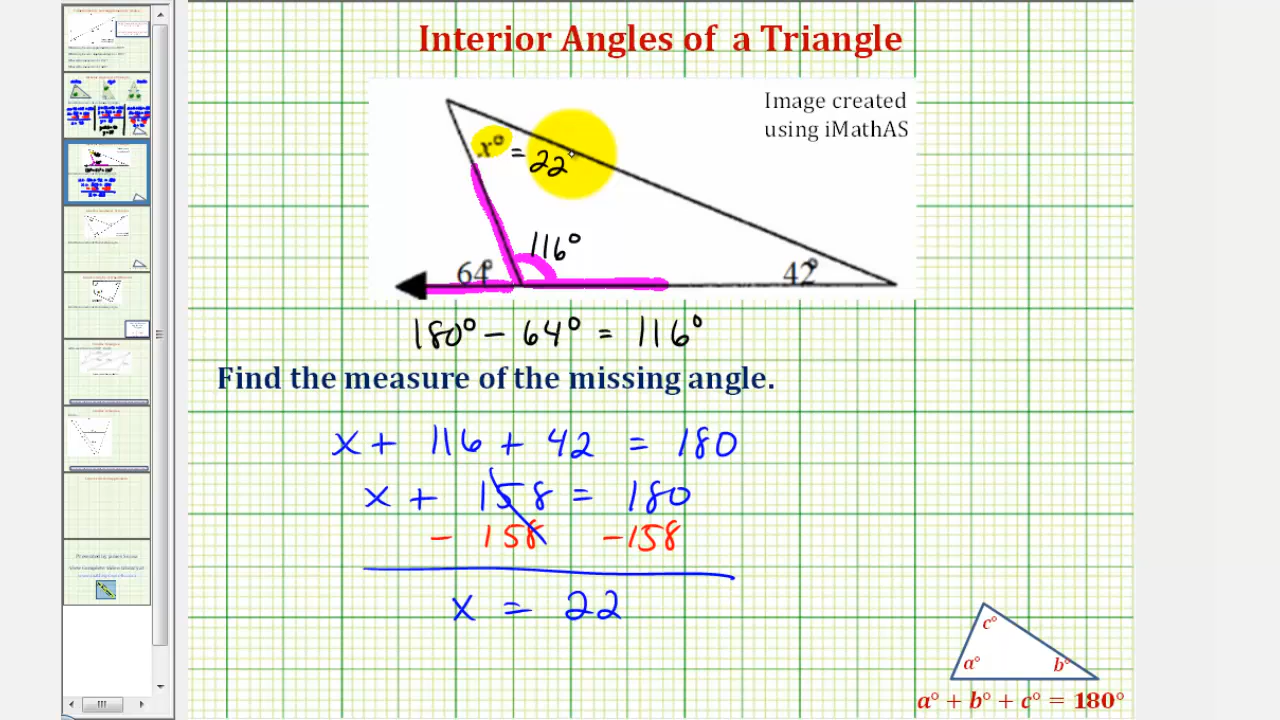 Interior Angles of a Triangle
Image created
using iMathAS
x° = 22
116°
64°
42°
180° − 64° = 116°
Find the measure of the missing angle.
x + 116 + 42 = 180
x + 158 = 180
− 158 −158
x = 22
c°
a°
b°
a° + b° + c° = 180°